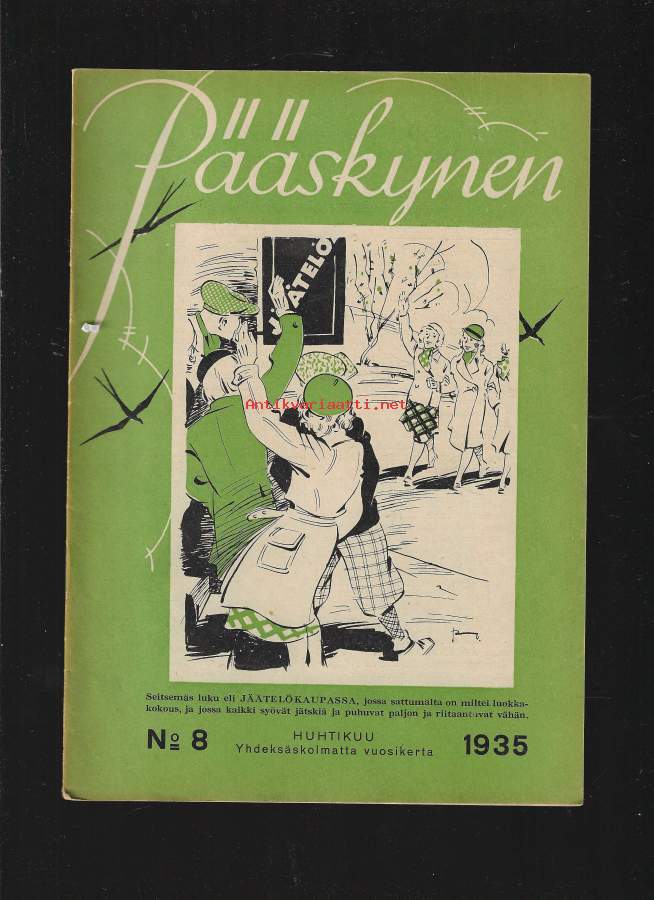 Pääskynen
JÄÄTELÖ
Antikvariaatti.net
Seitsemäs luku eli JÄÄTELÖKAUPASSA, jossa sattumalta on miltei luokka-
kokous, ja jossa kaikki syövät jätskiä ja puhuvat paljon ja riitaantuvat vähän.
No 8
HUHTIKUU
Yhdeksäskolmatta vuosikerta
1935